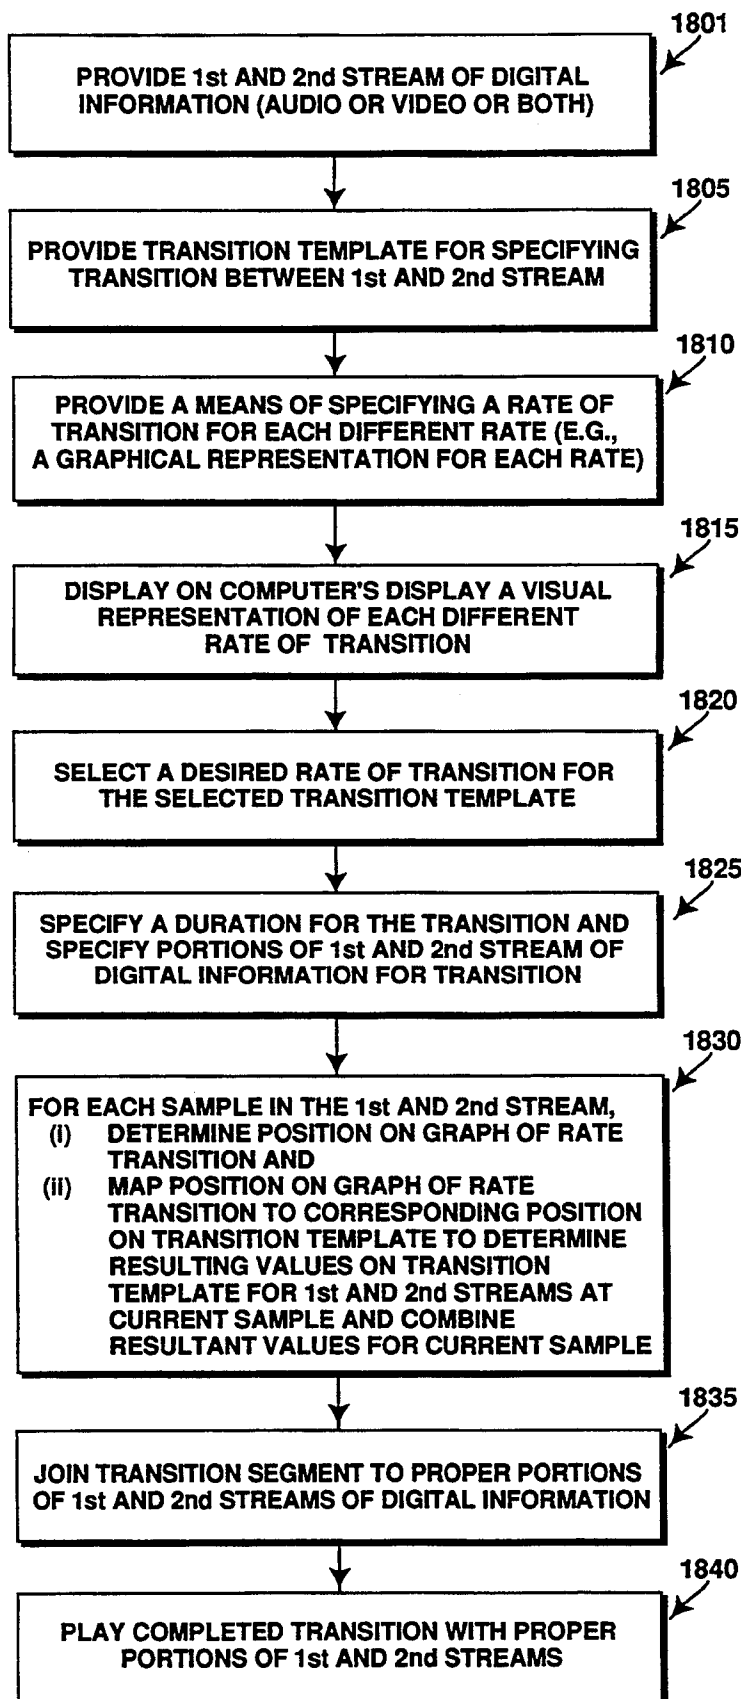 1801
PROVIDE 1st AND 2nd STREAM OF DIGITAL
INFORMATION (AUDIO OR VIDEO OR BOTH)
1805
PROVIDE TRANSITION TEMPLATE FOR SPECIFYING
TRANSITION BETWEEN 1st AND 2nd STREAM
1810
PROVIDE A MEANS OF SPECIFYING A RATE OF
TRANSITION FOR EACH DIFFERENT RATE (E.G.,
A GRAPHICAL REPRESENTATION FOR EACH RATE)
1815
DISPLAY ON COMPUTER'S DISPLAY A VISUAL
REPRESENTATION OF EACH DIFFERENT
RATE OF TRANSITION
1820
SELECT A DESIRED RATE OF TRANSITION FOR
THE SELECTED TRANSITION TEMPLATE
1825
SPECIFY A DURATION FOR THE TRANSITION AND
SPECIFY PORTIONS OF 1st AND 2nd STREAM OF
DIGITAL INFORMATION FOR TRANSITION
1830
FOR EACH SAMPLE IN THE 1st AND 2nd STREAM,
(i) DETERMINE POSITION ON GRAPH OF RATE
TRANSITION AND
(ii) MAP POSITION ON GRAPH OF RATE
TRANSITION TO CORRESPONDING POSITION
ON TRANSITION TEMPLATE TO DETERMINE
RESULTING VALUES ON TRANSITION
TEMPLATE FOR 1st AND 2nd STREAMS AT
CURRENT SAMPLE AND COMBINE
RESULTANT VALUES FOR CURRENT SAMPLE
1835
JOIN TRANSITION SEGMENT TO PROPER PORTIONS
OF 1st AND 2nd STREAMS OF DIGITAL INFORMATION
1840
PLAY COMPLETED TRANSITION WITH PROPER
PORTIONS OF 1st AND 2nd STREAMS